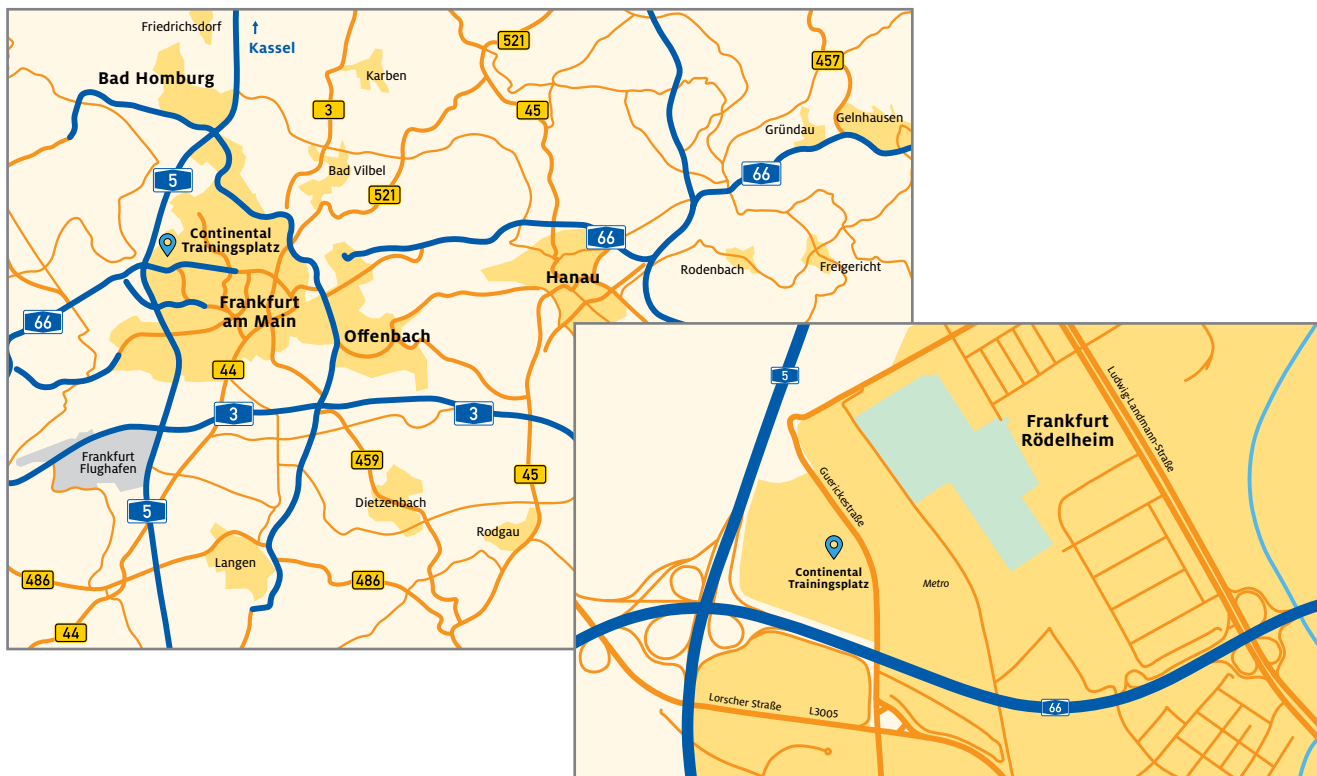 Friedrichsdorf
Kassel
521
457
Bad Homburg
Karben
3
45
Gelnhausen
Gründau
5
Bad Vilbel
66
521
Continental
Trainingsplatz
66
Hanau
Rodenbach
Freigericht
Frankfurt
am Main
66
Offenbach
44
3
3
Frankfurt
Flughafen
459
45
Dietzenbach
5
Rodgau
Langen
486
486
44
5
Ludwig-Landmann-Straße
Frankfurt
Rödelheim
Guerickestraße
Continental
Trainingsplatz
Metro
Lorscher Straße
L3005
66